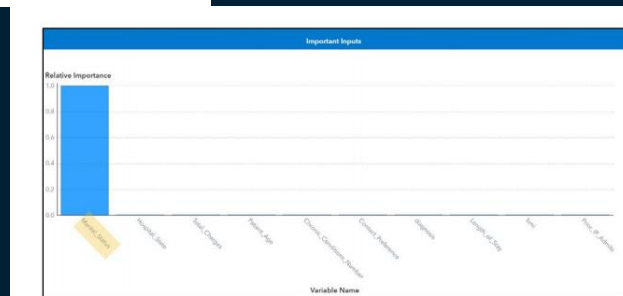 Important Inputs
Relative Importance
1.0
0.8
0.6
0.4
0.2
0.0
Marital_Status
Hospital_State
Total_Charges
Patient_Age
Chronic_Conditions_Number
Contact_Preference
diagnosis
Length_of_Stay
Prior_IP_Admits
Variable Name